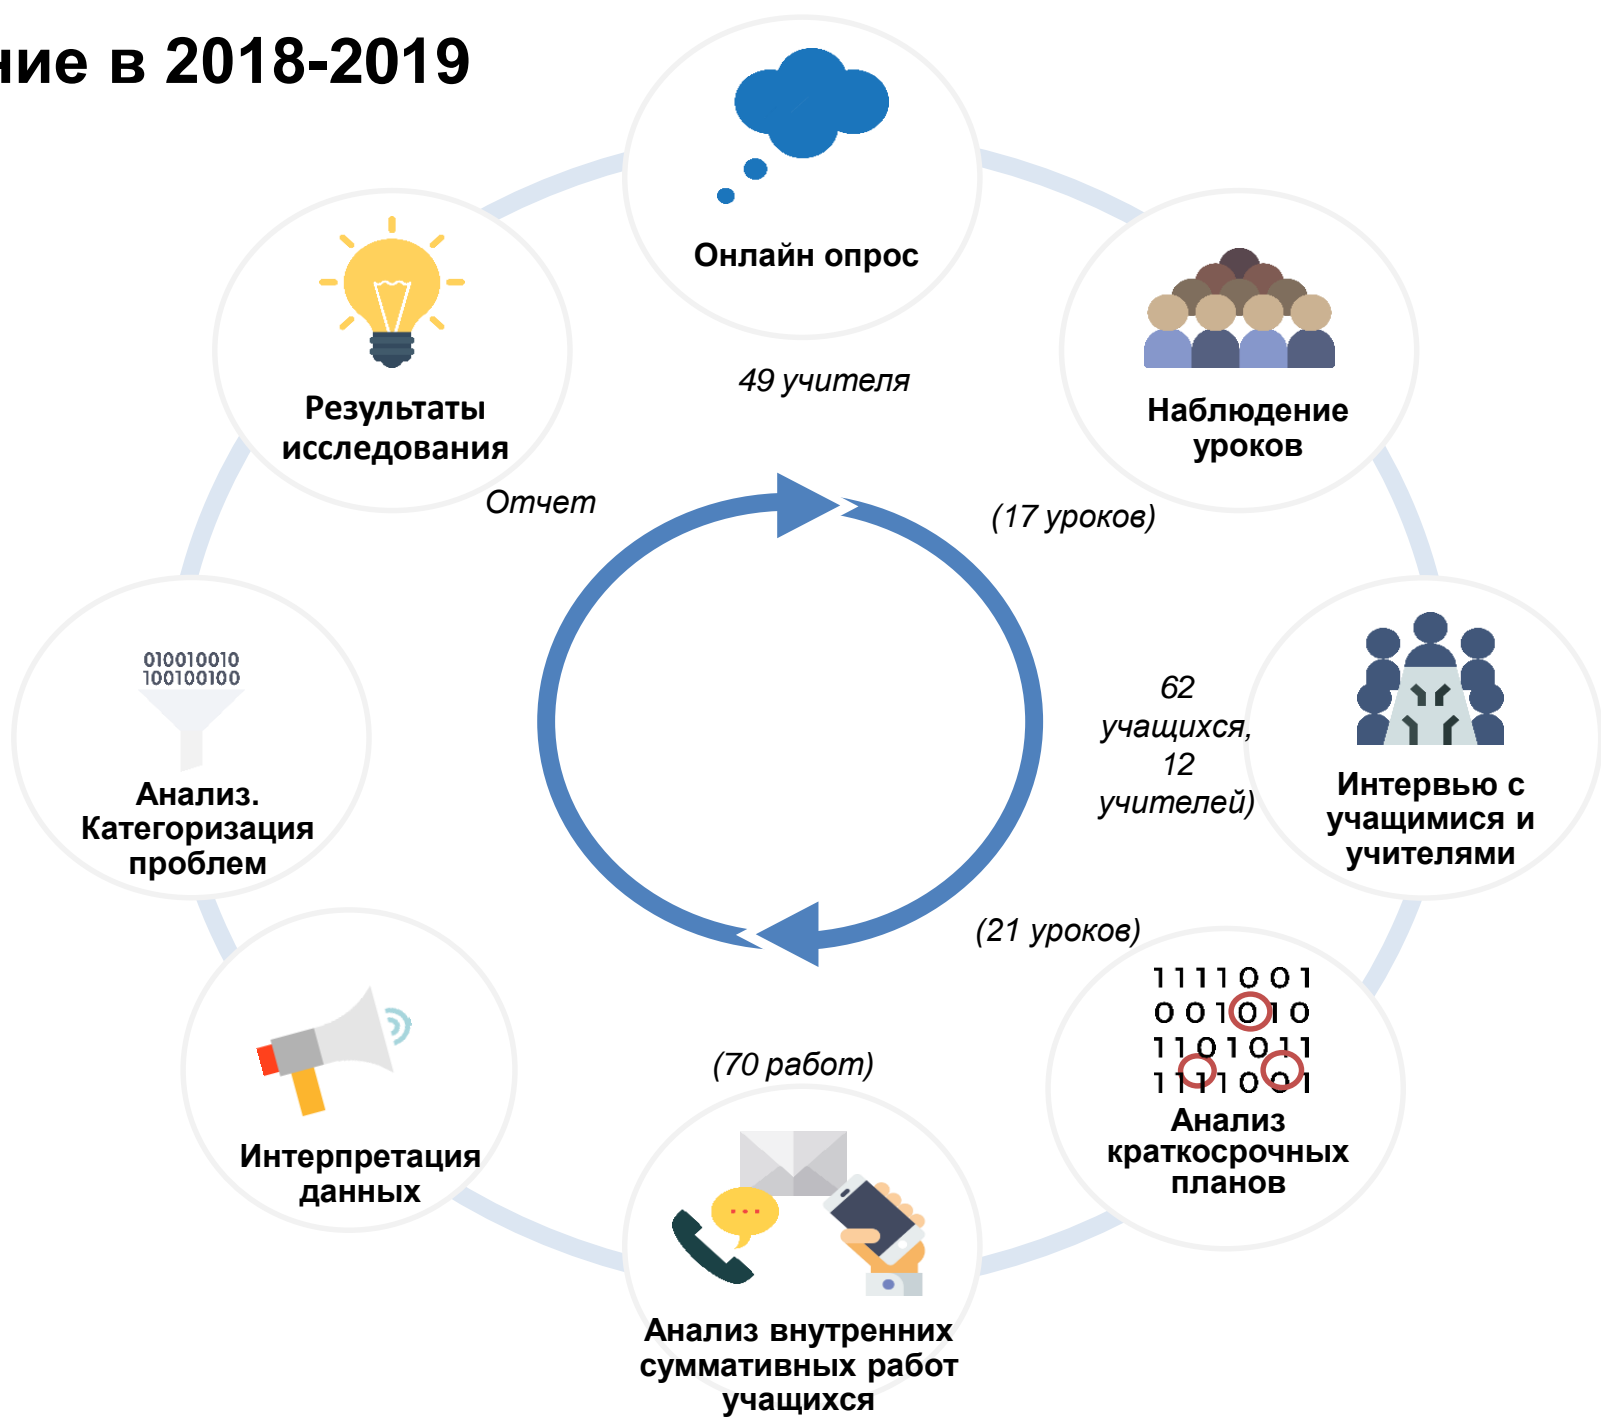 ние в 2018-2019
Онлайн опрос
49 учителя
Наблюдение
уроков
(17 уроков)
62
учащихся,
12
учителей)
Интервью с
учащимися и
учителями
(21 уроков)
1111001
001010
1101011
1111001
Анализ
краткосрочных
планов
(70 работ)
Анализ внутренних
суммативных работ
учащихся
Интерпретация
данных
010010010
100100100
Анализ.
Категоризация
проблем
Результаты
исследования
Отчет